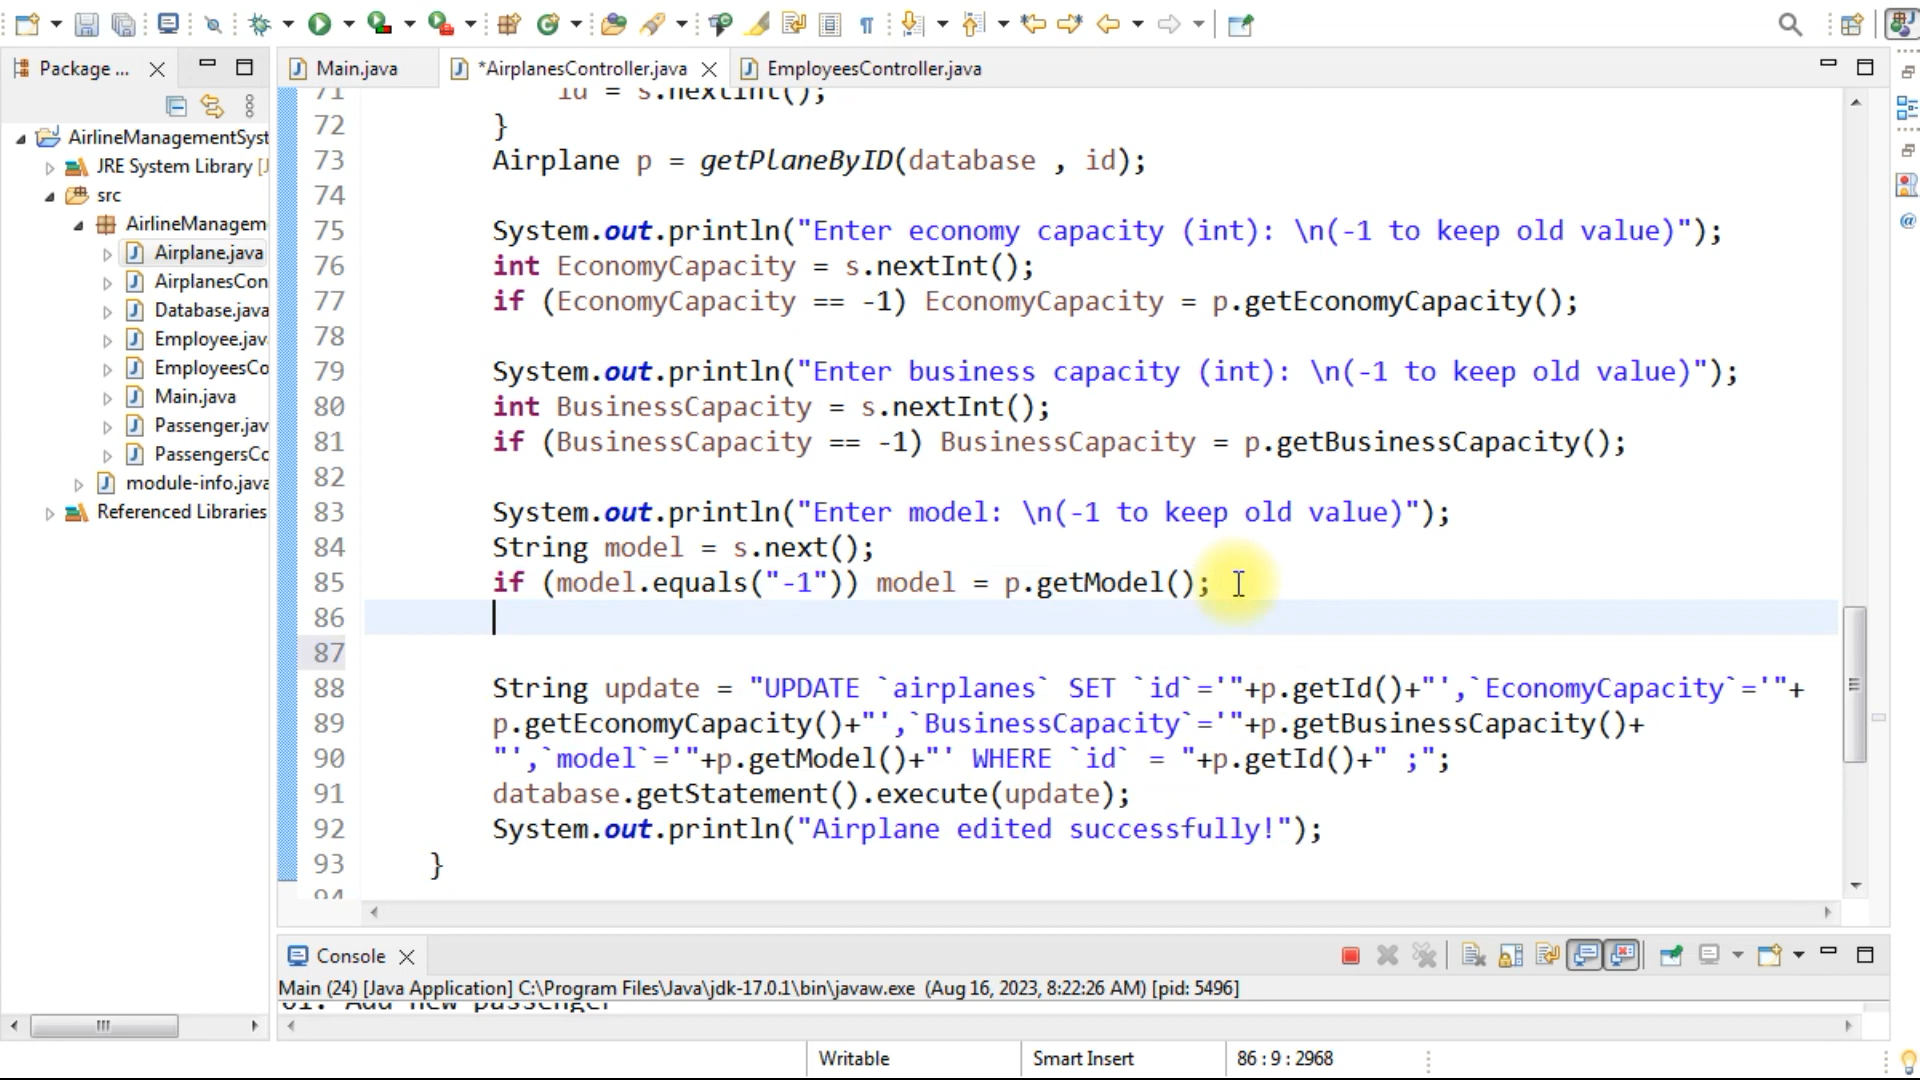 Package ...
Main.java
*AirplanesController.java
EmployeesController.java
AirlineManagementSyst
JRE System Library [J
src
AirlineManagem
Airplane.java
AirplanesCon
Database.java
Employee.jav
EmployeesCo
Main.java
Passenger.jav
PassengersCo
module-info.java
Referenced Libraries
71 id = s.nextInt();
72 }
73 Airplane p = getPlaneByID(database , id);
74
75 System.out.println("Enter economy capacity (int): \n(-1 to keep old value)");
76 int EconomyCapacity = s.nextInt();
77 if (EconomyCapacity == -1) EconomyCapacity = p.getEconomyCapacity();
78
79 System.out.println("Enter business capacity (int): \n(-1 to keep old value)");
80 int BusinessCapacity = s.nextInt();
81 if (BusinessCapacity == -1) BusinessCapacity = p.getBusinessCapacity();
82
83 System.out.println("Enter model: \n(-1 to keep old value)");
84 String model = s.next();
85 if (model.equals("-1")) model = p.getModel();
86
87
88 String update = "UPDATE `airplanes` SET `id`='"+p.getId()+"',`EconomyCapacity`='"+
89 p.getEconomyCapacity()+"',`BusinessCapacity`='"+p.getBusinessCapacity()+
90 "',`model`='"+p.getModel()+"' WHERE `id` = "+p.getId()+" ;";
91 database.getStatement().execute(update);
92 System.out.println("Airplane edited successfully!");
93 }
94
Console
Main (24) [Java Application] C:\Program Files\Java\jdk-17.0.1\bin\javaw.exe (Aug 16, 2023, 8:22:26 AM) [pid: 5496]
01. Add new passenger
Writable
Smart Insert
86 : 9 : 2968